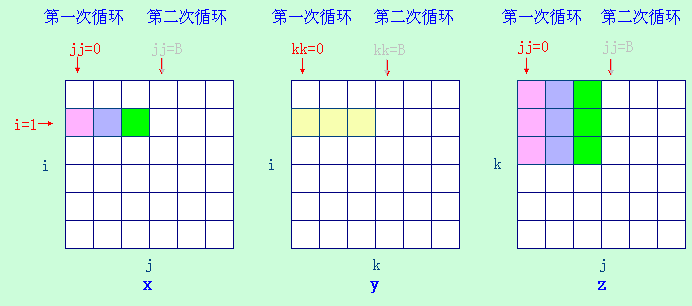 第一次循环 第二次循环 第一次循环 第二次循环 第一次循环 第二次循环
jj=0 jj=B kk=0 kk=B jj=0 jj=B
i=1
i i k
j k j
x y z